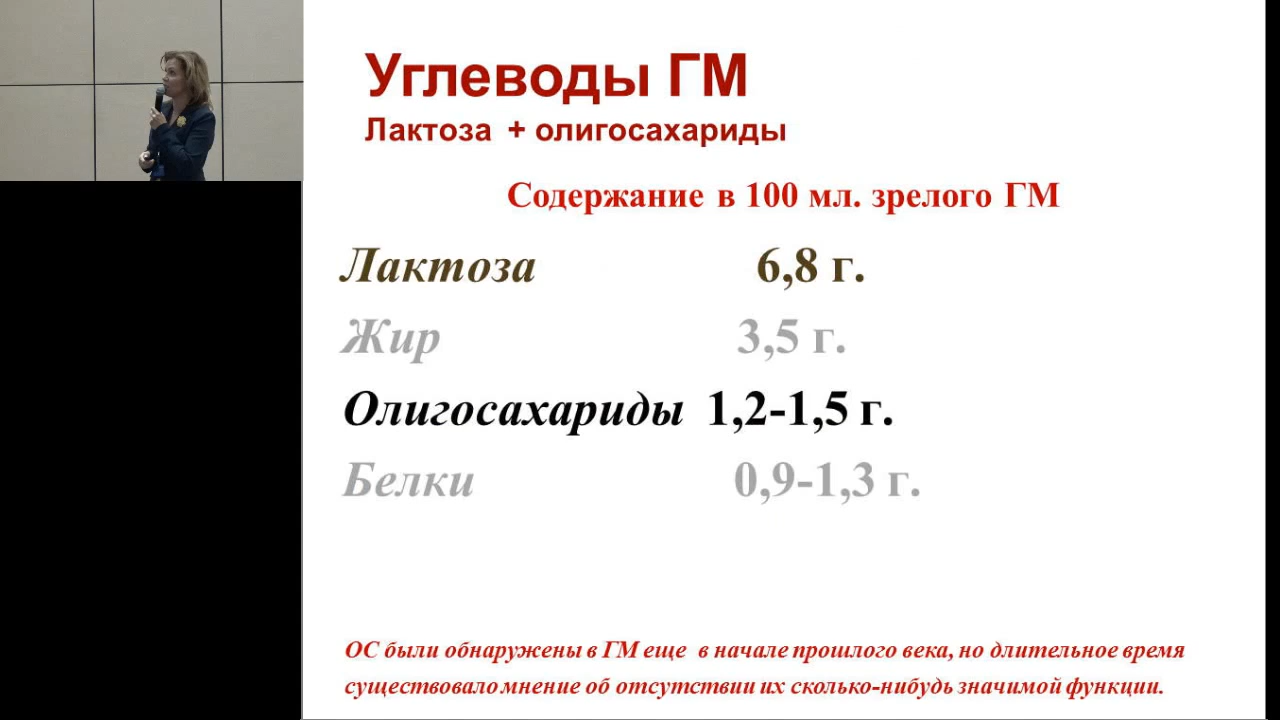 Углеводы ГМ
Лактоза + олигосахариды
Содержание в 100 мл. зрелого ГМ
Лактоза 6,8 г.
Жир 3,5 г.
Олигосахариды 1,2-1,5 г.
Белки 0,9-1,3 г.
ОС были обнаружены в ГМ еще в начале прошлого века, но длительное время
существовало мнение об отсутствии их сколько-нибудь значимой функции.